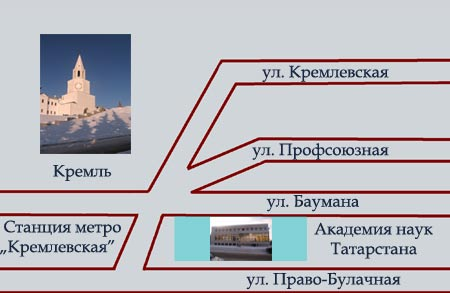 ул. Кремлевская
ул. Профсоюзная
Кремль
ул. Баумана
Станция метро
„Кремлевская”
Академия наук
Татарстана
ул. Право-Булачная